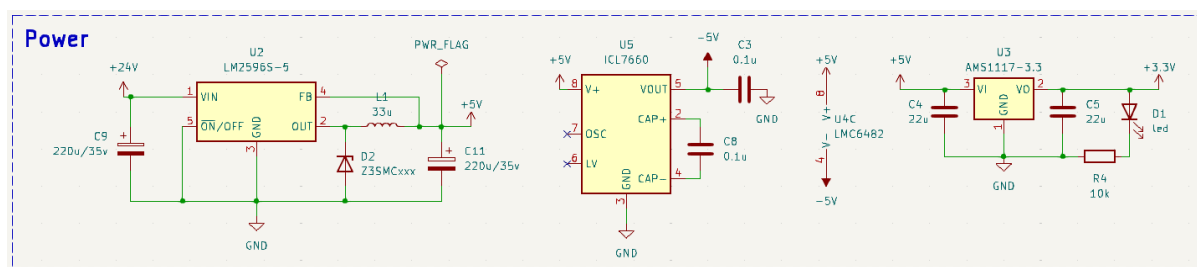 Power
U2
LM2596S-5
+24V
1
VIN
FB
4
5
ON/OFF
GND
OUT
2
3
C9
220u/35v
L1
33u
D2
Z3SMCxxx
PWR_FLAG
+5V
C11
220u/35v
GND
U5
ICL7660
+5V
8
V+
VOUT
5
-5V
C3
0.1u
GND
7
OSC
CAP+
2
6
LV
C8
0.1u
GND
CAP-
4
3
GND
+5V
8
V+
U4C
LMC6482
V-
4
-5V
U3
AMS1117-3.3
+5V
3
VI
VO
2
GND
1
+3.3V
C4
22u
C5
22u
D1
led
R4
10k
GND